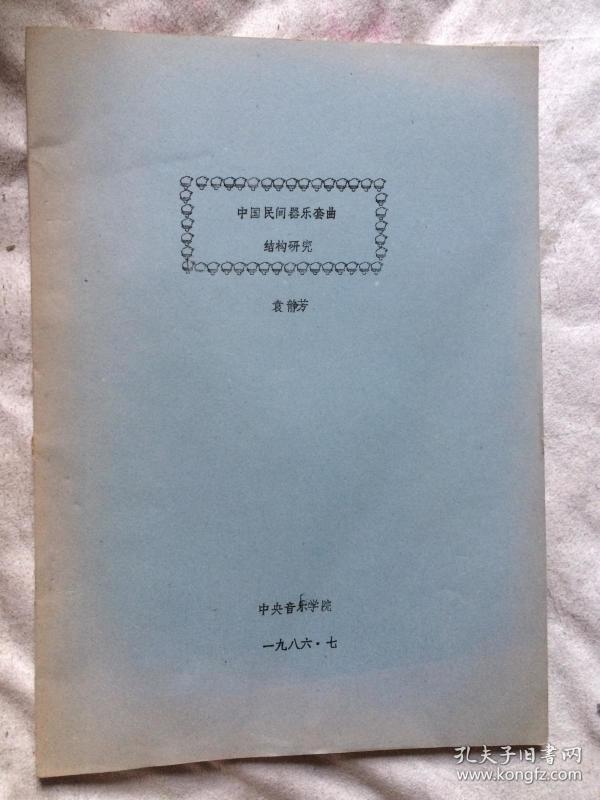 中国民间器乐套曲
结构研究
袁静芳
中央音乐学院
一九八六·七
孔夫子旧书网
www.kongfz.com